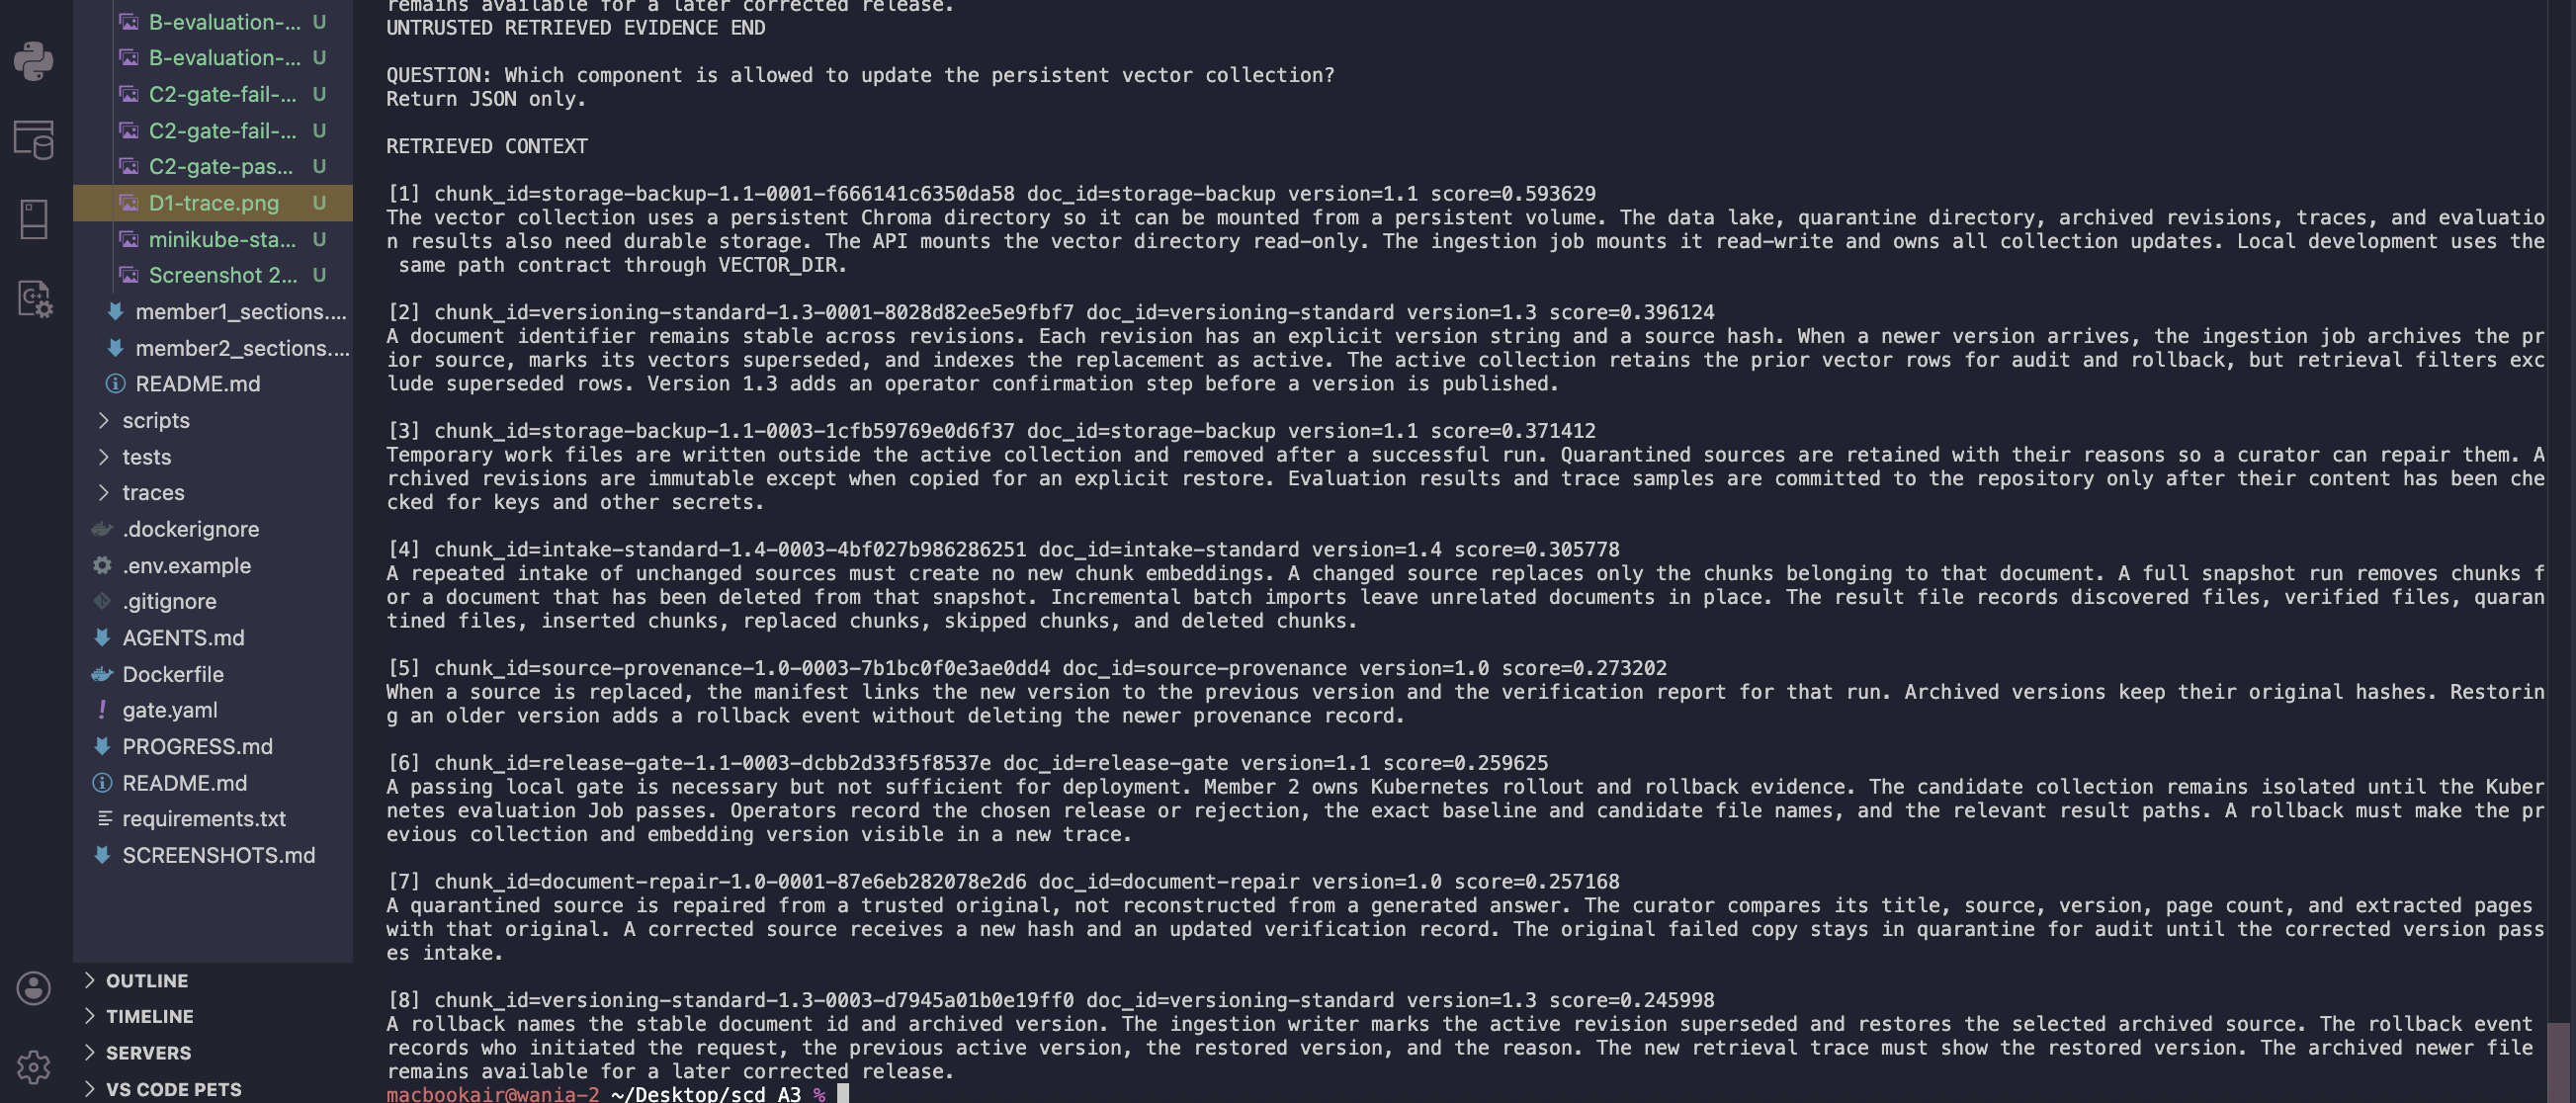 B-evaluation-... U
B-evaluation-... U
C2-gate-fail-... U
C2-gate-fail-... U
C2-gate-pas... U
D1-trace.png U
minikube-sta... U
Screenshot 2... U
member1_sections....
member2_sections....
README.md
scripts
tests
traces
.dockerignore
.env.example
.gitignore
AGENTS.md
Dockerfile
gate.yaml
PROGRESS.md
README.md
requirements.txt
SCREENSHOTS.md
OUTLINE
TIMELINE
SERVERS
VS CODE PETS
remains available for a later corrected release.
UNTRUSTED RETRIEVED EVIDENCE END
QUESTION: Which component is allowed to update the persistent vector collection?
Return JSON only.
RETRIEVED CONTEXT
[1] chunk_id=storage-backup-1.1-0001-f666141c6350da58 doc_id=storage-backup version=1.1 score=0.593629
The vector collection uses a persistent Chroma directory so it can be mounted from a persistent volume. The data lake, quarantine directory, archived revisions, traces, and evaluatio
n results also need durable storage. The API mounts the vector directory read-only. The ingestion job mounts it read-write and owns all collection updates. Local development uses the
same path contract through VECTOR_DIR.
[2] chunk_id=versioning-standard-1.3-0001-8028d82ee5e9fbf7 doc_id=versioning-standard version=1.3 score=0.396124
A document identifier remains stable across revisions. Each revision has an explicit version string and a source hash. When a newer version arrives, the ingestion job archives the pr
ior source, marks its vectors superseded, and indexes the replacement as active. The active collection retains the prior vector rows for audit and rollback, but retrieval filters exc
lude superseded rows. Version 1.3 adds an operator confirmation step before a version is published.
[3] chunk_id=storage-backup-1.1-0003-1cfb59769e0d6f37 doc_id=storage-backup version=1.1 score=0.371412
Temporary work files are written outside the active collection and removed after a successful run. Quarantined sources are retained with their reasons so a curator can repair them. A
rchived revisions are immutable except when copied for an explicit restore. Evaluation results and trace samples are committed to the repository only after their content has been che
cked for keys and other secrets.
[4] chunk_id=intake-standard-1.4-0003-4bf027b986286251 doc_id=intake-standard version=1.4 score=0.305778
A repeated intake of unchanged sources must create no new chunk embeddings. A changed source replaces only the chunks belonging to that document. A full snapshot run removes chunks f
or a document that has been deleted from that snapshot. Incremental batch imports leave unrelated documents in place. The result file records discovered files, verified files, quaran
tined files, inserted chunks, replaced chunks, skipped chunks, and deleted chunks.
[5] chunk_id=source-provenance-1.0-0003-7b1bc0f0e3ae0dd4 doc_id=source-provenance version=1.0 score=0.273202
When a source is replaced, the manifest links the new version to the previous version and the verification report for that run. Archived versions keep their original hashes. Restorin
g an older version adds a rollback event without deleting the newer provenance record.
[6] chunk_id=release-gate-1.1-0003-dcbb2d33f5f8537e doc_id=release-gate version=1.1 score=0.259625
A passing local gate is necessary but not sufficient for deployment. Member 2 owns Kubernetes rollout and rollback evidence. The candidate collection remains isolated until the Kuber
netes evaluation Job passes. Operators record the chosen release or rejection, the exact baseline and candidate file names, and the relevant result paths. A rollback must make the pr
evious collection and embedding version visible in a new trace.
[7] chunk_id=document-repair-1.0-0001-87e6eb282078e2d6 doc_id=document-repair version=1.0 score=0.257168
A quarantined source is repaired from a trusted original, not reconstructed from a generated answer. The curator compares its title, source, version, page count, and extracted pages
with that original. A corrected source receives a new hash and an updated verification record. The original failed copy stays in quarantine for audit until the corrected version pass
es intake.
[8] chunk_id=versioning-standard-1.3-0003-d7945a01b0e19ff0 doc_id=versioning-standard version=1.3 score=0.245998
A rollback names the stable document id and archived version. The ingestion writer marks the active revision superseded and restores the selected archived source. The rollback event
records who initiated the request, the previous active version, the restored version, and the reason. The new retrieval trace must show the restored version. The archived newer file
remains available for a later corrected release.
macbookair@wania-2 ~/Desktop/scd A3 %